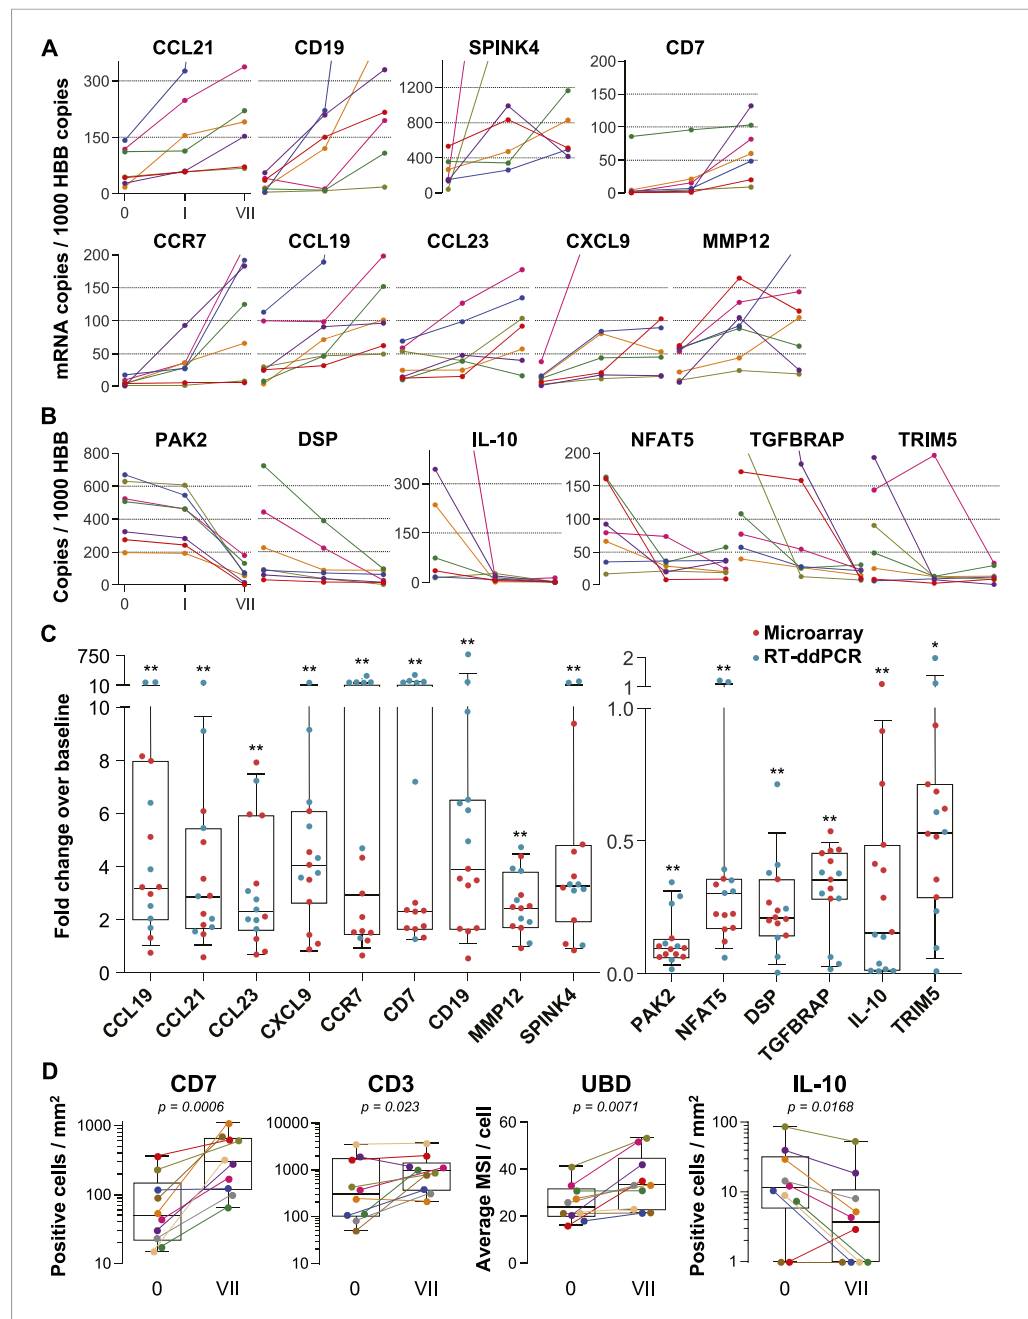 A
CCL21 CD19 SPINK4 CD7
mRNA copies / 1000 HBB copies
300
150
0
1200
800
400
0
200
150
100
50
0
0 I VII
CCR7 CCL19 CCL23 CXCL9 MMP12
200
150
100
50
0
B
Copies / 1000 HBB
PAK2 DSP IL-10 NFAT5 TGFBRAP TRIM5
800
600
400
200
0
300
150
0
200
150
100
50
0
0 I VII
C
Microarray
RT-ddPCR
Fold change over baseline
750
10
10
8
6
4
2
0
** ** ** ** ** ** ** ** **
2
1
1.0
0.5
0.0
** ** ** ** ** *
CCL19 CCL21 CCL23 CXCL9 CCR7 CD7 CD19 MMP12 SPINK4
PAK2 NFAT5 DSP TGFBRAP IL-10 TRIM5
D
CD7
p = 0.0006
Positive cells / mm²
1000
100
10
0 VII
CD3
p = 0.023
10000
1000
100
10
0 VII
UBD
p = 0.0071
Average MSI / cell
60
40
20
0
0 VII
IL-10
p = 0.0168
Positive cells / mm²
100
10
1
0 VII